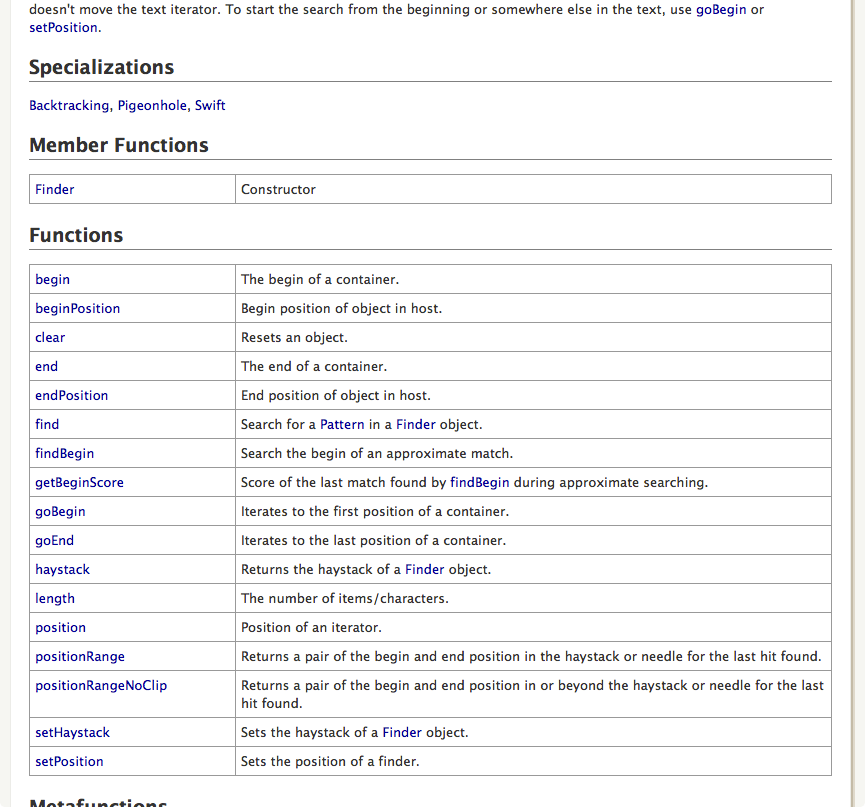 doesn't move the text iterator. To start the search from the beginning or somewhere else in the text, use goBegin or
setPosition.
Specializations
Backtracking, Pigeonhole, Swift
Member Functions
Finder Constructor
Functions
begin The begin of a container.
beginPosition Begin position of object in host.
clear Resets an object.
end The end of a container.
endPosition End position of object in host.
find Search for a Pattern in a Finder object.
findBegin Search the begin of an approximate match.
getBeginScore Score of the last match found by findBegin during approximate searching.
goBegin Iterates to the first position of a container.
goEnd Iterates to the last position of a container.
haystack Returns the haystack of a Finder object.
length The number of items/characters.
position Position of an iterator.
positionRange Returns a pair of the begin and end position in the haystack or needle for the last hit found.
positionRangeNoClip Returns a pair of the begin and end position in or beyond the haystack or needle for the last
hit found.
setHaystack Sets the haystack of a Finder object.
setPosition Sets the position of a finder.
Metafunctions